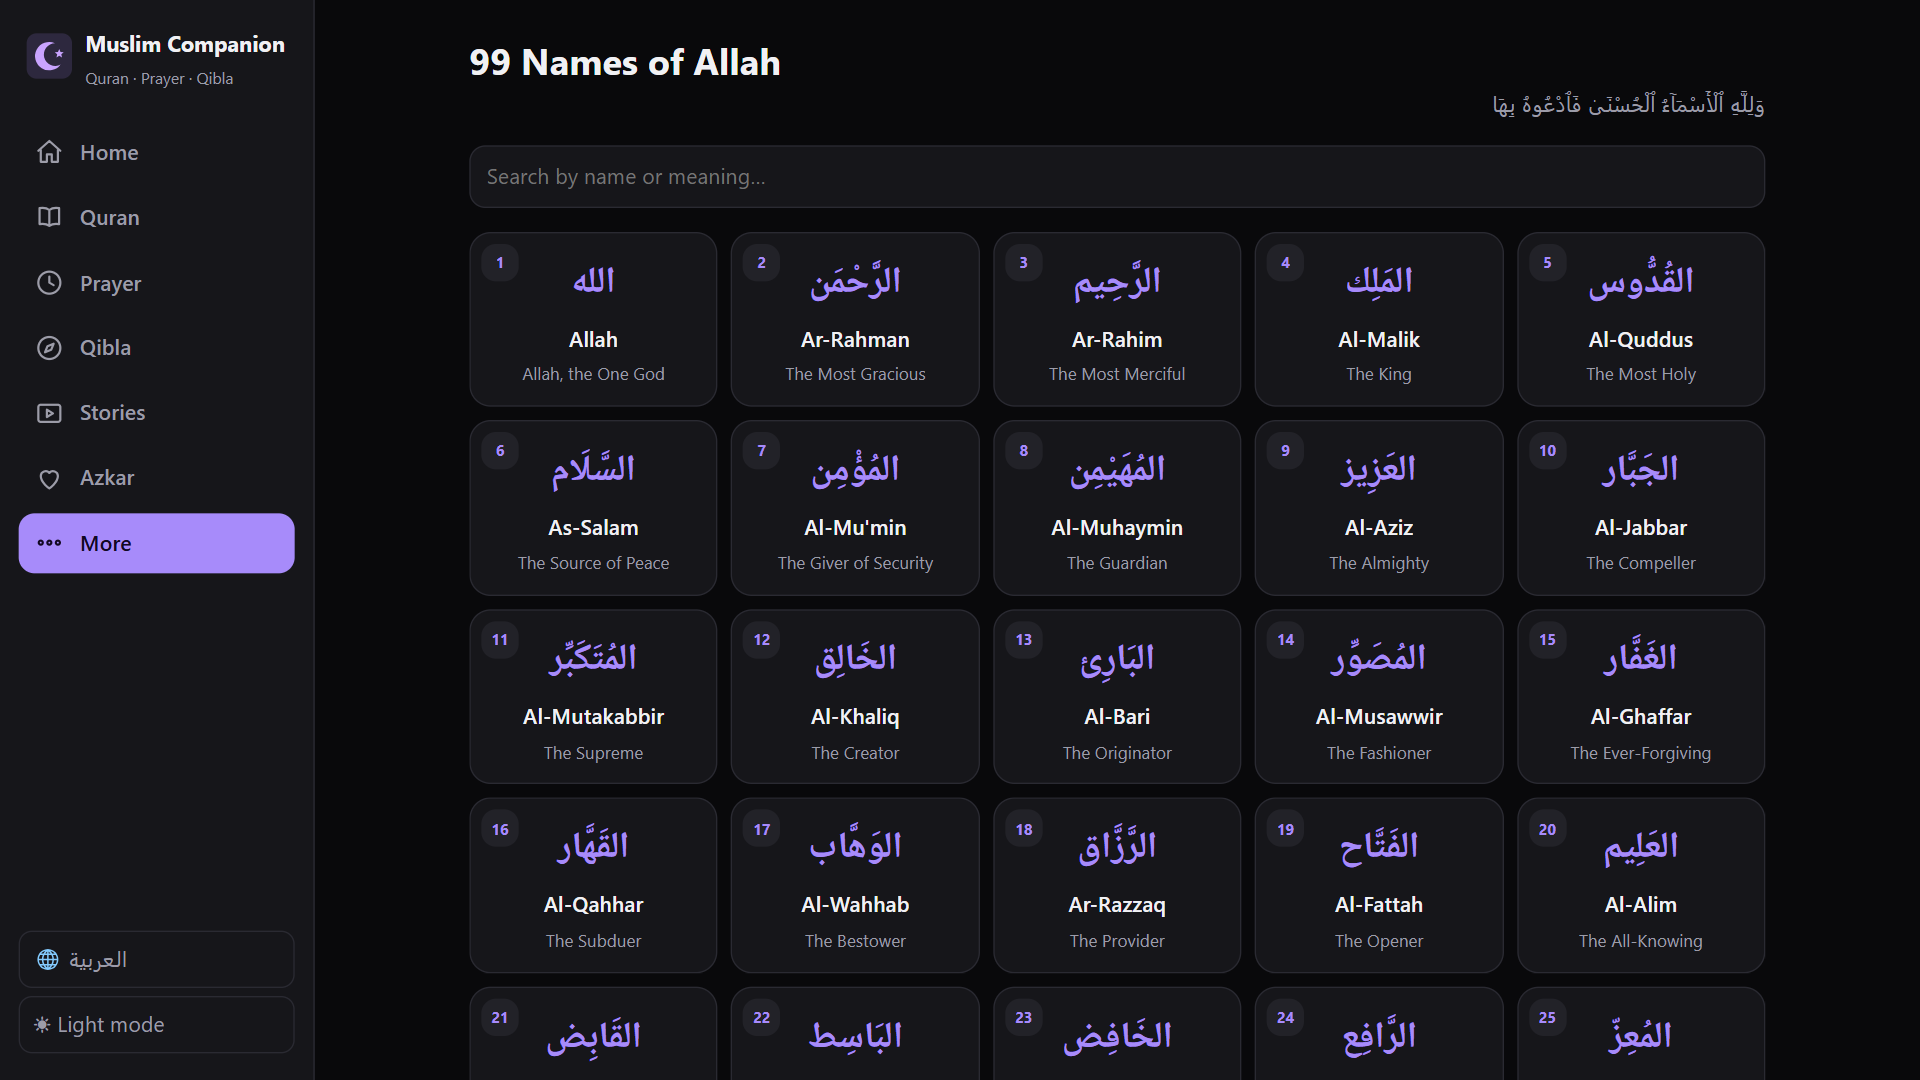 Muslim Companion
Quran · Prayer · Qibla
Home
Quran
Prayer
Qibla
Stories
Azkar
More
العربية
Light mode
99 Names of Allah
وَلِلَّهِ ٱلْأَسْمَآءُ ٱلْحُسْنَىٰ فَٱدْعُوهُ بِهَا
Search by name or meaning...
1
الله
Allah
Allah, the One God
2
الرَّحْمَن
Ar-Rahman
The Most Gracious
3
الرَّحِيم
Ar-Rahim
The Most Merciful
4
المَلِك
Al-Malik
The King
5
القُدُّوس
Al-Quddus
The Most Holy
6
السَّلَام
As-Salam
The Source of Peace
7
المُؤْمِن
Al-Mu'min
The Giver of Security
8
المُهَيْمِن
Al-Muhaymin
The Guardian
9
العَزِيز
Al-Aziz
The Almighty
10
الجَبَّار
Al-Jabbar
The Compeller
11
المُتَكَبِّر
Al-Mutakabbir
The Supreme
12
الخَالِق
Al-Khaliq
The Creator
13
البَارِئ
Al-Bari
The Originator
14
المُصَوِّر
Al-Musawwir
The Fashioner
15
الغَفَّار
Al-Ghaffar
The Ever-Forgiving
16
القَهَّار
Al-Qahhar
The Subduer
17
الوَهَّاب
Al-Wahhab
The Bestower
18
الرَّزَّاق
Ar-Razzaq
The Provider
19
الفَتَّاح
Al-Fattah
The Opener
20
العَلِيم
Al-Alim
The All-Knowing
21
القَابِض
22
البَاسِط
23
الخَافِض
24
الرَّافِع
25
المُعِزّ